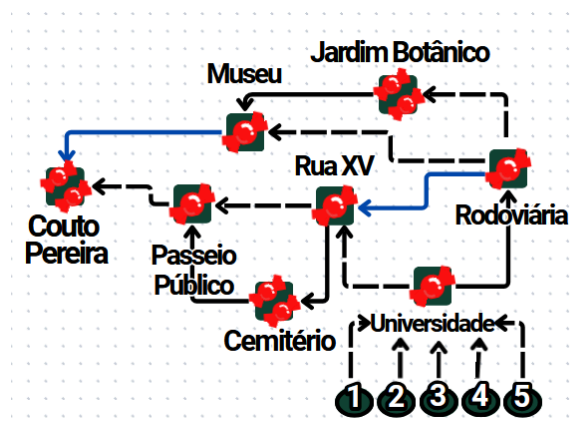 Jardim Botânico
Museu
Rua XV
Rodoviária
Couto
Pereira
Passeio
Público
Cemitério
Universidade
1 2 3 4 5